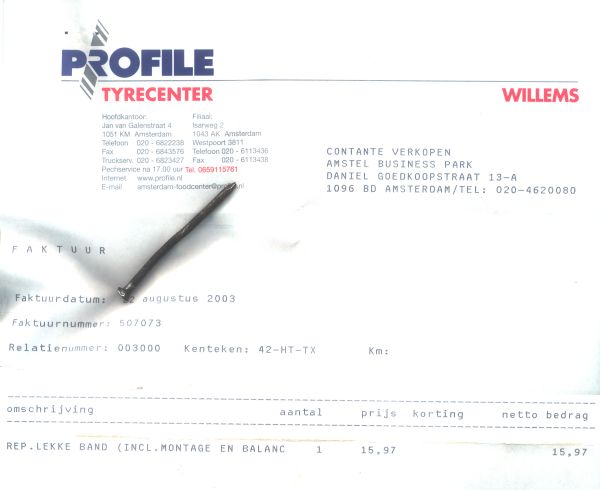 PROFILE
TYRECENTER
WILLEMS
Hoofdkantoor: Filiaal:
Jan van Galenstraat 4 Isarweg 2
1051 KM Amsterdam 1043 AK Amsterdam
Telefoon 020 - 6822238 Westpoort 3811
Fax 020 - 6843576 Telefoon 020 - 6113436
Truckserv. 020 - 6823427 Fax 020 - 6113438
Pechservice na 17.00 uur Tel. 0659115761
Internet www.profile.nl
E-mail amsterdam-foodcenter@profile.nl
CONTANTE VERKOPEN
AMSTEL BUSINESS PARK
DANIEL GOEDKOOPSTRAAT 13-A
1096 BD AMSTERDAM/TEL: 020-4620080
FAKTUUR
Faktuurdatum: augustus 2003
Faktuurnummer: 507073
Relatienummer: 003000 Kenteken: 42-HT-TX Km:
omschrijving aantal prijs korting netto bedrag
REP.LEKKE BAND (INCL.MONTAGE EN BALANC 1 15,97 15,97